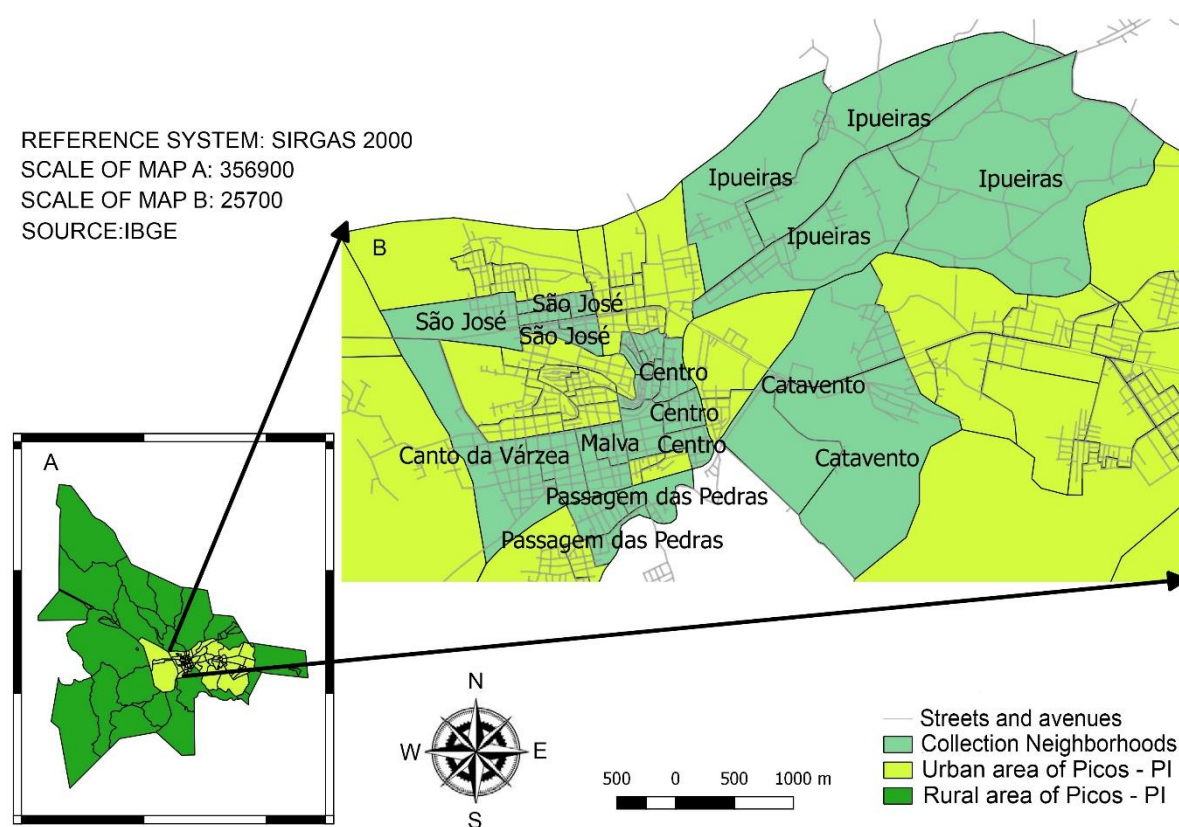 REFERENCE SYSTEM: SIRGAS 2000
SCALE OF MAP A: 356900
SCALE OF MAP B: 25700
SOURCE:IBGE
B
Ipueiras
Ipueiras
Ipueiras
Ipueiras
São José
São José
São José
Centro
Catavento
Centro
Malva
Centro
Canto da Várzea
Catavento
Passagem das Pedras
Passagem das Pedras
A
N
W
E
S
500 0 500 1000 m
Streets and avenues
Collection Neighborhoods
Urban area of Picos - PI
Rural area of Picos - PI